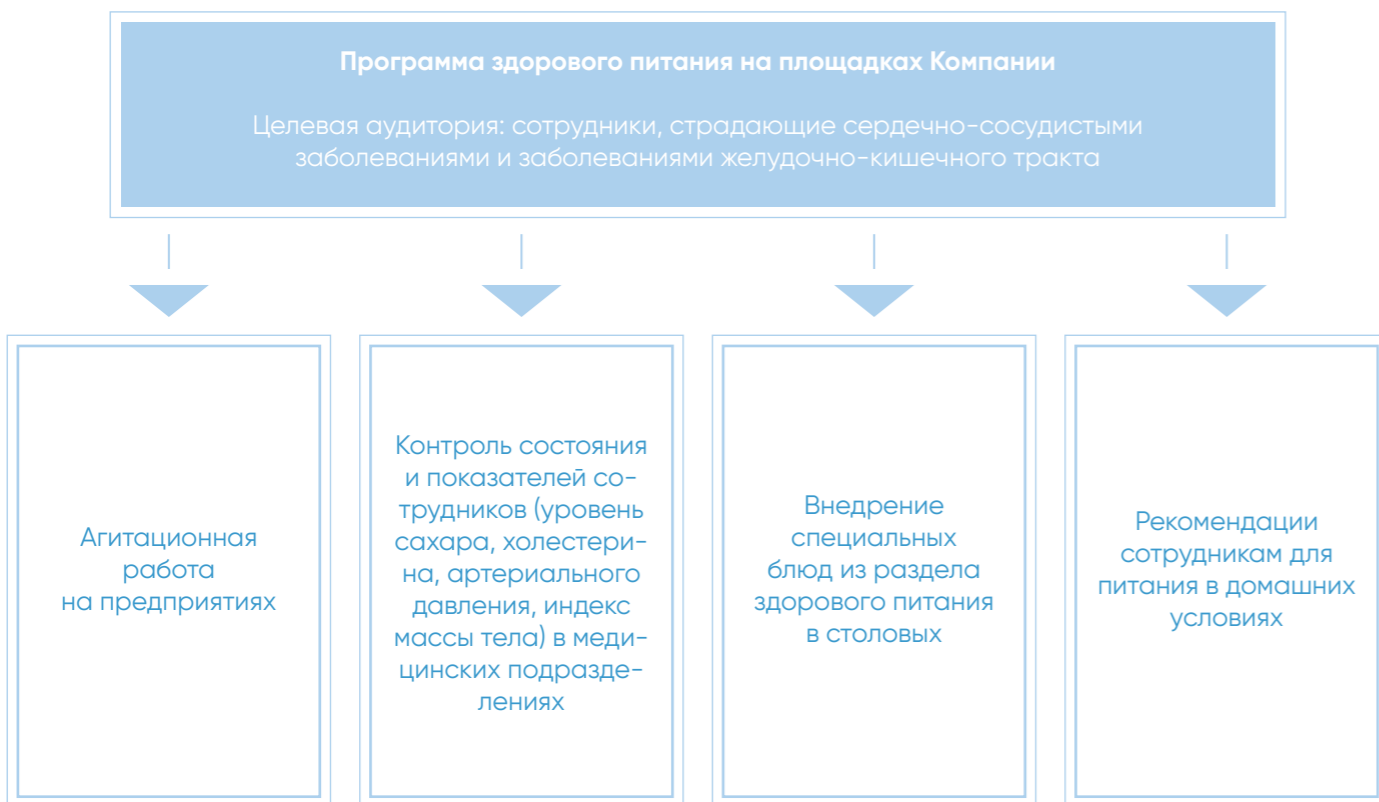 Программа здорового питания на площадках Компании
Целевая аудитория: сотрудники, страдающие сердечно-сосудистыми
заболеваниями и заболеваниями желудочно-кишечного тракта
Агитационная
работа
на предприятиях
Контроль состояния
и показателей со-
трудников (уровень
сахара, холестери-
на, артериального
давления, индекс
массы тела) в меди-
цинских подразде-
лениях
Внедрение
специальных
блюд из раздела
здорового питания
в столовых
Рекомендации
сотрудникам для
питания в домашних
условиях